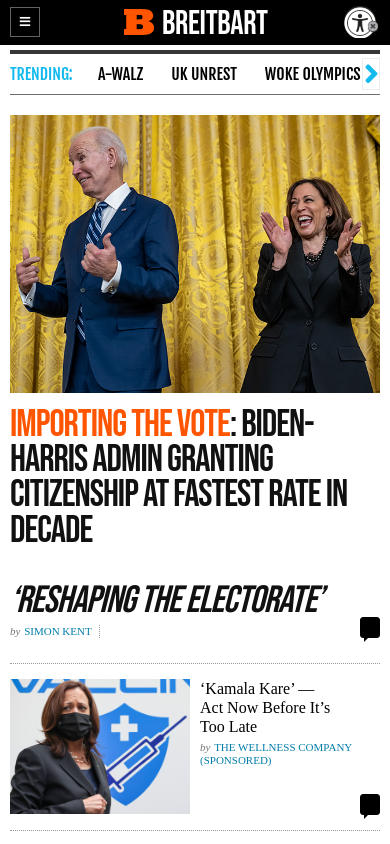 BREITBART
TRENDING: A-WALZ UK UNREST WOKE OLYMPICS
IMPORTING THE VOTE: BIDEN-
HARRIS ADMIN GRANTING
CITIZENSHIP AT FASTEST RATE IN
DECADE
‘RESHAPING THE ELECTORATE’
by SIMON KENT
VACCIN
‘Kamala Kare’ —
Act Now Before It’s
Too Late
by THE WELLNESS COMPANY
(SPONSORED)